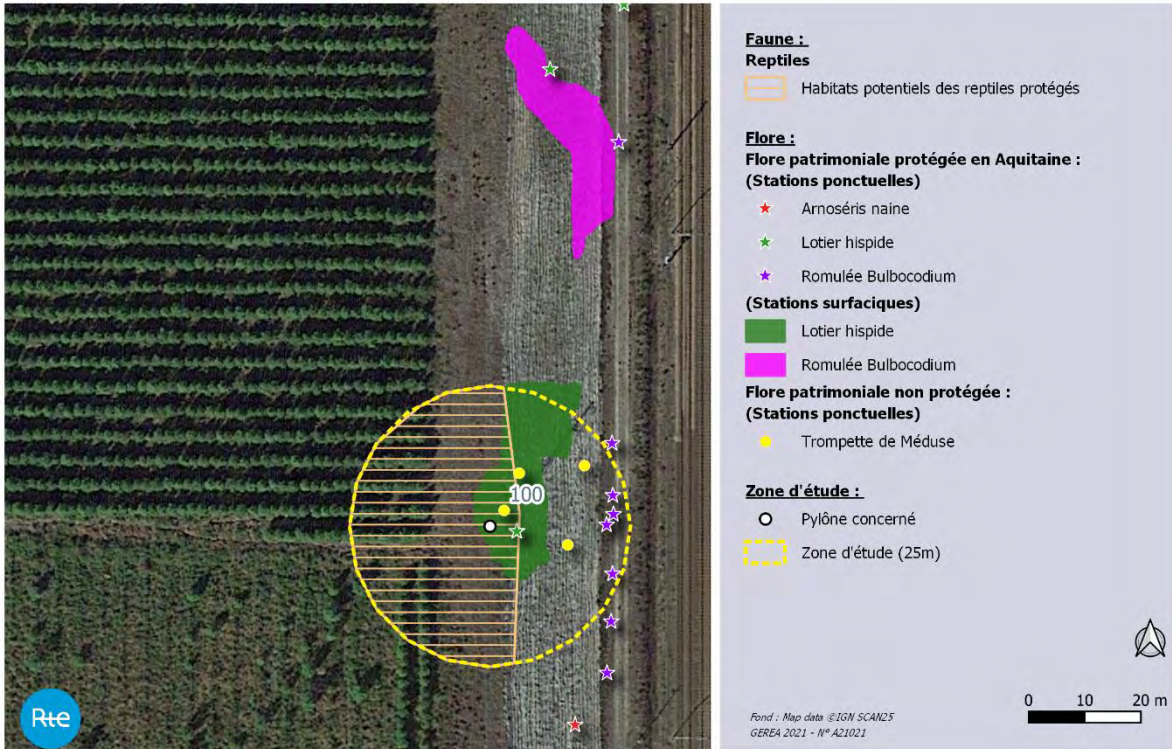 100
Rte
Faune :
Reptiles
Habitats potentiels des reptiles protégés
Flore :
Flore patrimoniale protégée en Aquitaine :
(Stations ponctuelles)
Arnoséris naine
Lotier hispide
Romulée Bulbocodium
(Stations surfaciques)
Lotier hispide
Romulée Bulbocodium
Flore patrimoniale non protégée :
(Stations ponctuelles)
Trompette de Méduse
Zone d'étude :
Pylône concerné
Zone d'étude (25m)
0 10 20 m
Fond : Map data ©IGN SCAN25
GEREA 2021 - N° A21021